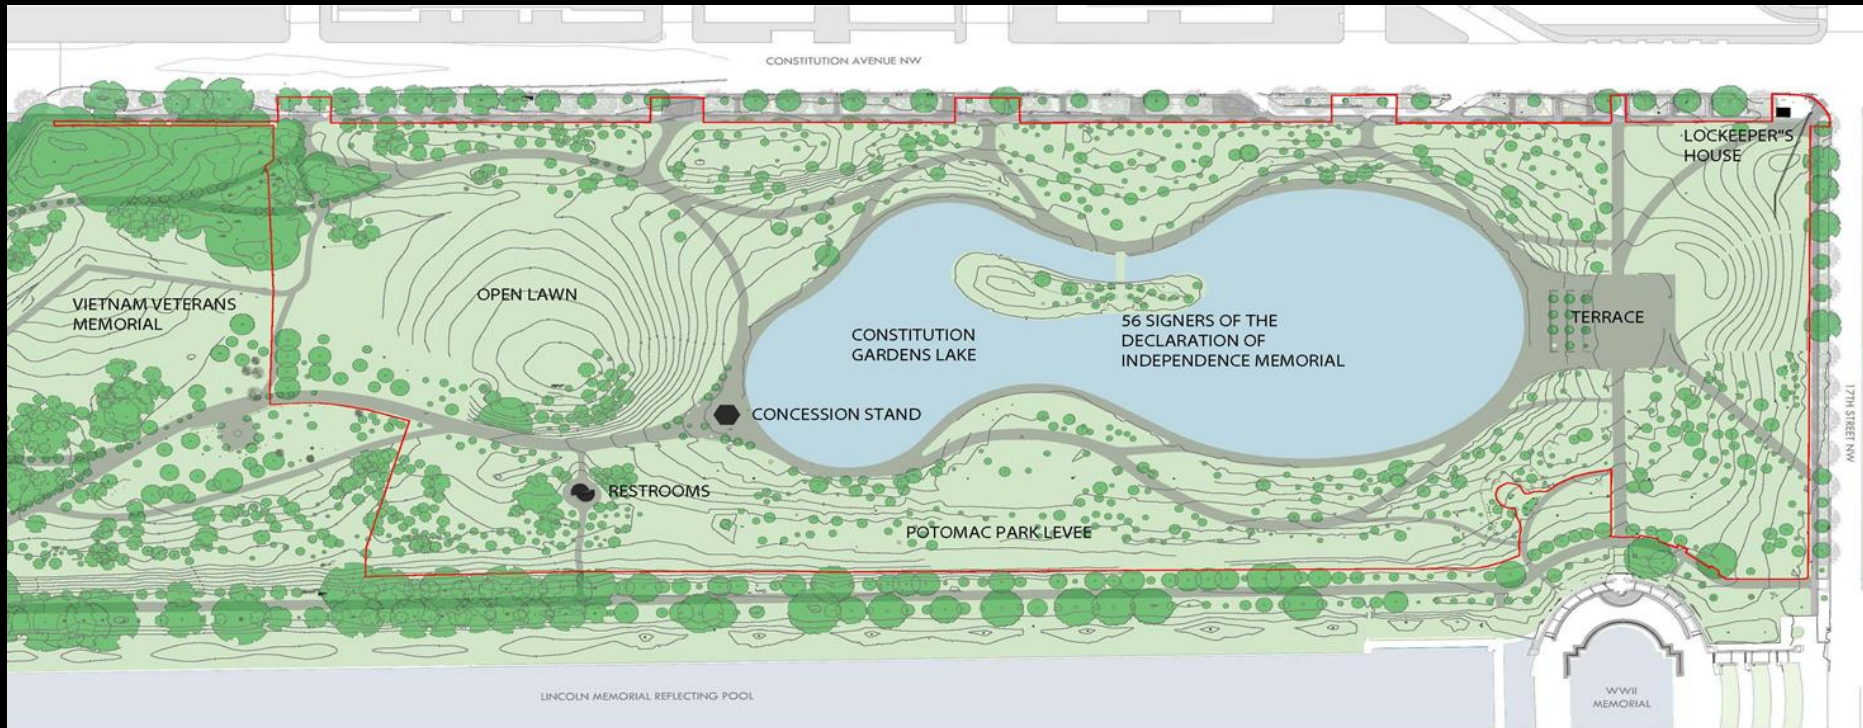 CONSTITUTION AVENUE NW
LOCKEEPER"S
HOUSE
VIETNAM VETERANS
MEMORIAL
OPEN LAWN
CONSTITUTION
GARDENS LAKE
56 SIGNERS OF THE
DECLARATION OF
INDEPENDENCE MEMORIAL
TERRACE
CONCESSION STAND
17TH STREET NW
RESTROOMS
POTOMAC PARK LEVEE
LINCOLN MEMORIAL REFLECTING POOL
WWII
MEMORIAL